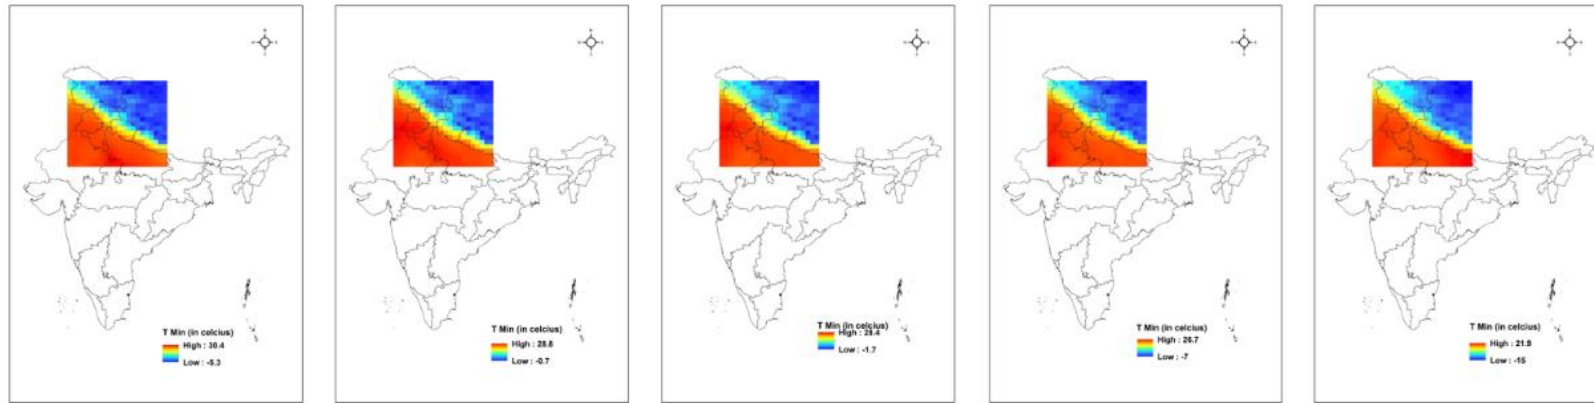 T Min (in celcius)
High : 30.4
Low : -5.3
T Min (in celcius)
High : 28.8
Low : -0.7
T Min (in celcius)
High : 28.4
Low : -1.7
T Min (in celcius)
High : 26.7
Low : -7
T Min (in celcius)
High : 21.9
Low : -15